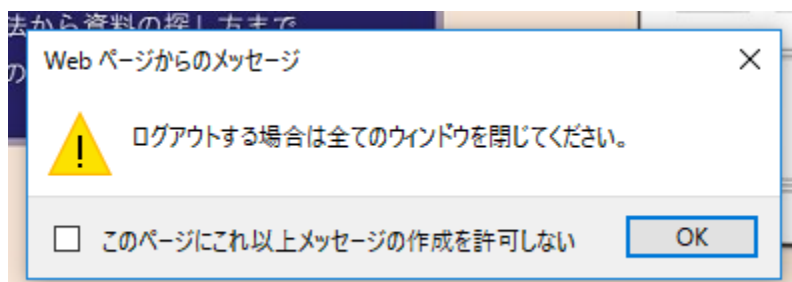 法から資料の探し方まで
の
Web ページからのメッセージ
ログアウトする場合は全てのウィンドウを閉じてください。
このページにこれ以上メッセージの作成を許可しない
OK